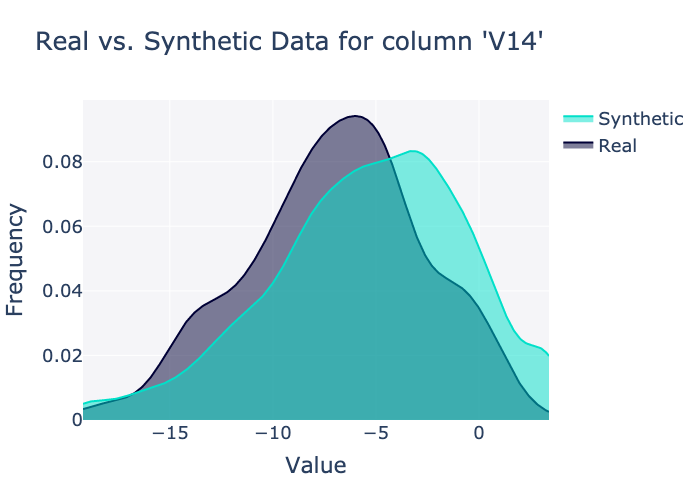 Real vs. Synthetic Data for column 'V14'
Synthetic
Real
Frequency
0.08
0.06
0.04
0.02
0
−15
−10
−5
0
Value